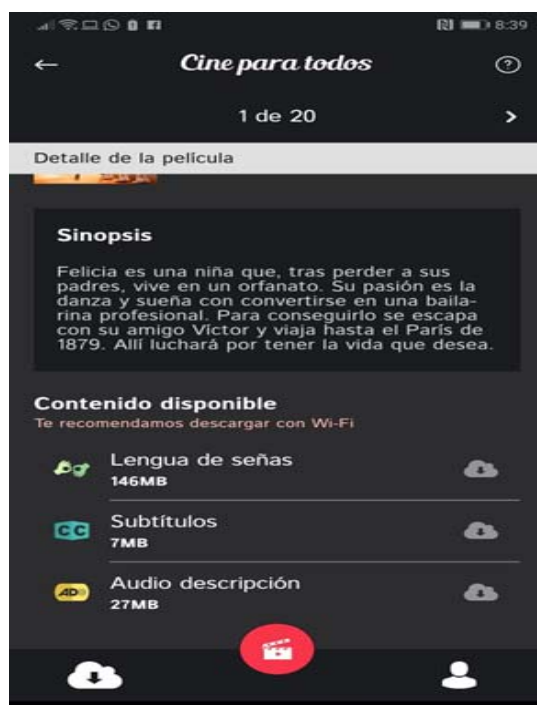 8:39
Cine para todos
?
1 de 20
Detalle de la película
Sinopsis
Felicia es una niña que, tras perder a sus
padres, vive en un orfanato. Su pasión es la
danza y sueña con convertirse en una baila-
rina profesional. Para conseguirlo se escapa
con su amigo Víctor y viaja hasta el París de
1879. Allí luchará por tener la vida que desea.
Contenido disponible
Te recomendamos descargar con Wi-Fi
Lengua de señas
146MB
CC
Subtítulos
7MB
AD
Audio descripción
27MB